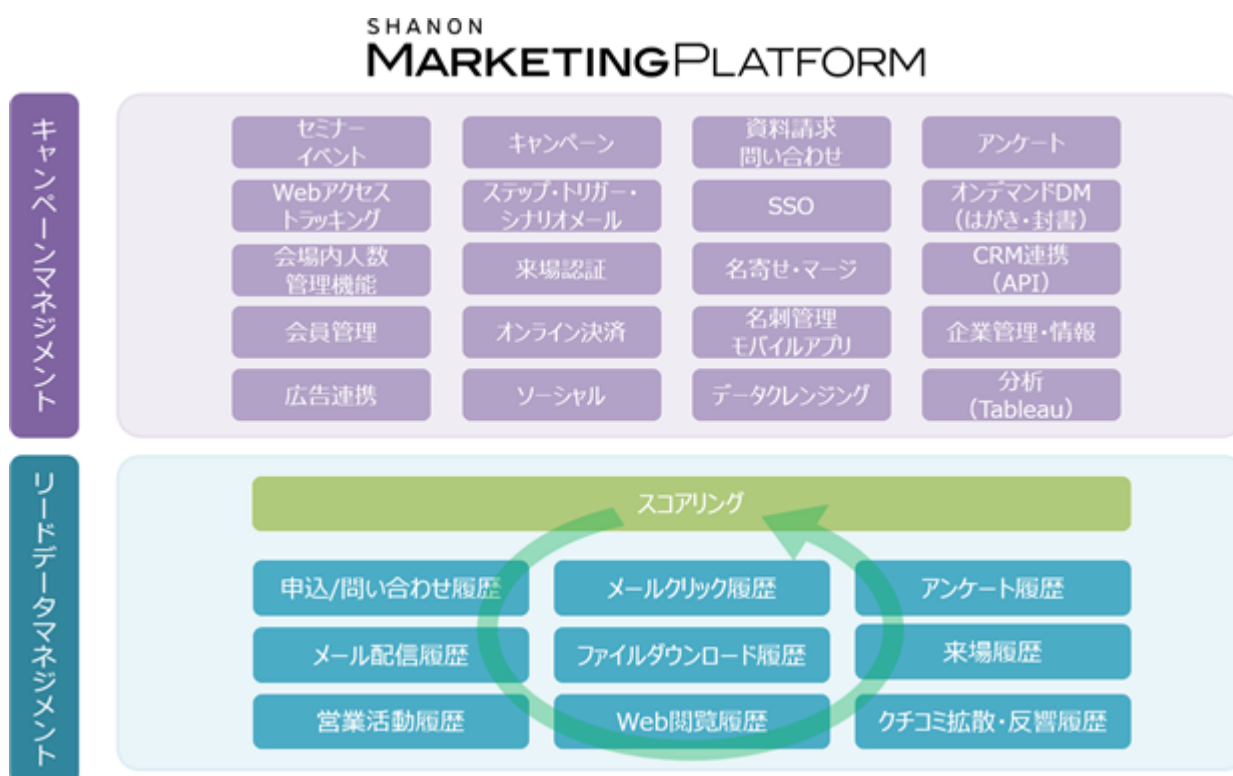 SHANON
MARKETINGPLATFORM
キャンペーンマネジメント
セミナー
イベント
キャンペーン
資料請求
問い合わせ
アンケート
Webアクセス
トラッキング
ステップ・トリガー・
シナリオメール
SSO
オンデマンドDM
（はがき・封書）
会場内人数
管理機能
来場認証
名寄せ・マージ
CRM連携
（API）
会員管理
オンライン決済
名刺管理
モバイルアプリ
企業管理・情報
広告連携
ソーシャル
データクレンジング
分析
（Tableau）
リードデータマネジメント
スコアリング
申込/問い合わせ履歴
メールクリック履歴
アンケート履歴
メール配信履歴
ファイルダウンロード履歴
来場履歴
営業活動履歴
Web閲覧履歴
クチコミ拡散・反響履歴